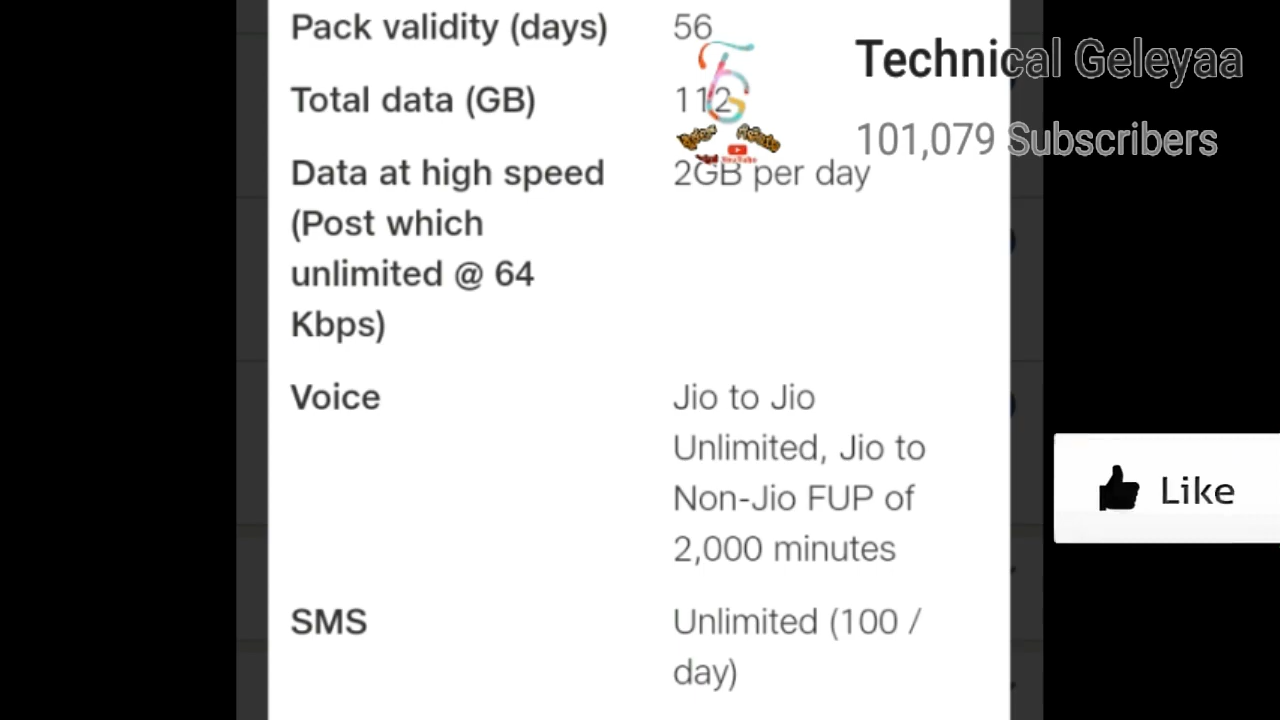 Pack validity (days) 56
Technical Geleyaa
Total data (GB) 112
101,079 Subscribers
Data at high speed 2GB per day
(Post which
unlimited @ 64
Kbps)
Voice Jio to Jio
Unlimited, Jio to
Non-Jio FUP of
2,000 minutes
Like
SMS Unlimited (100 /
day)